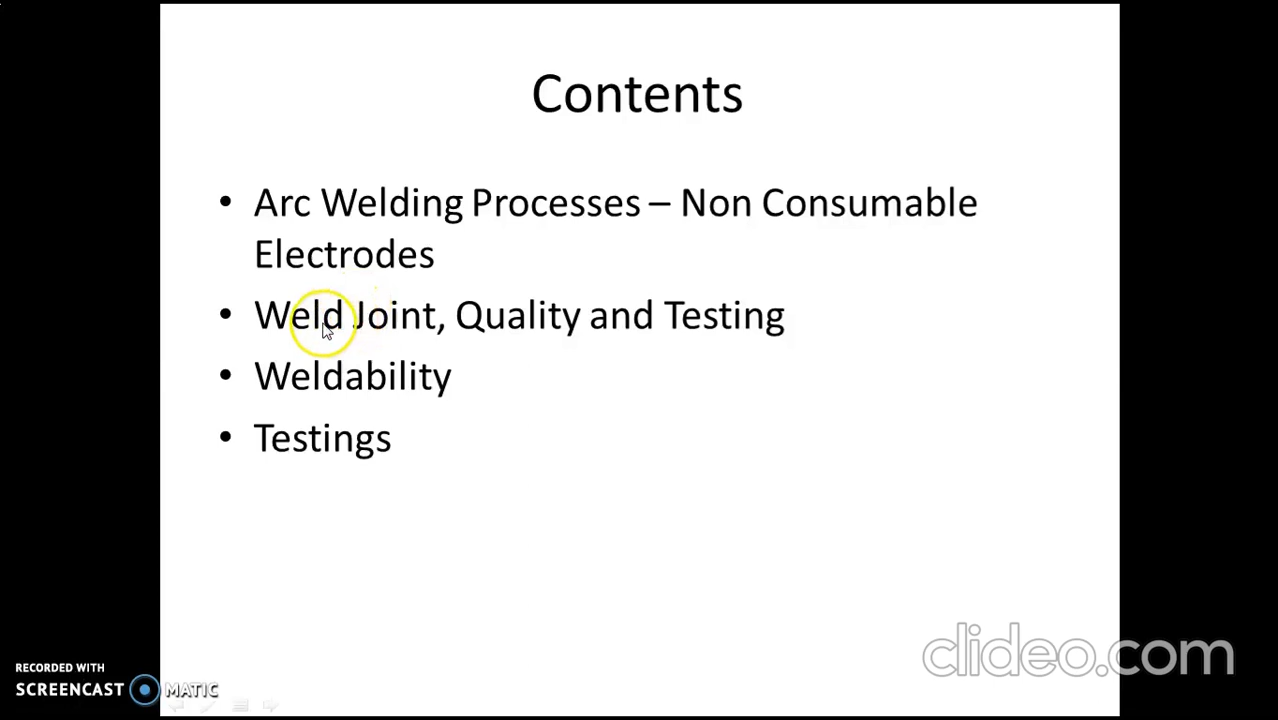 Contents
• Arc Welding Processes – Non Consumable
Electrodes
• Weld Joint, Quality and Testing
• Weldability
• Testings
clideo.com
RECORDED WITH
SCREENCAST MATIC